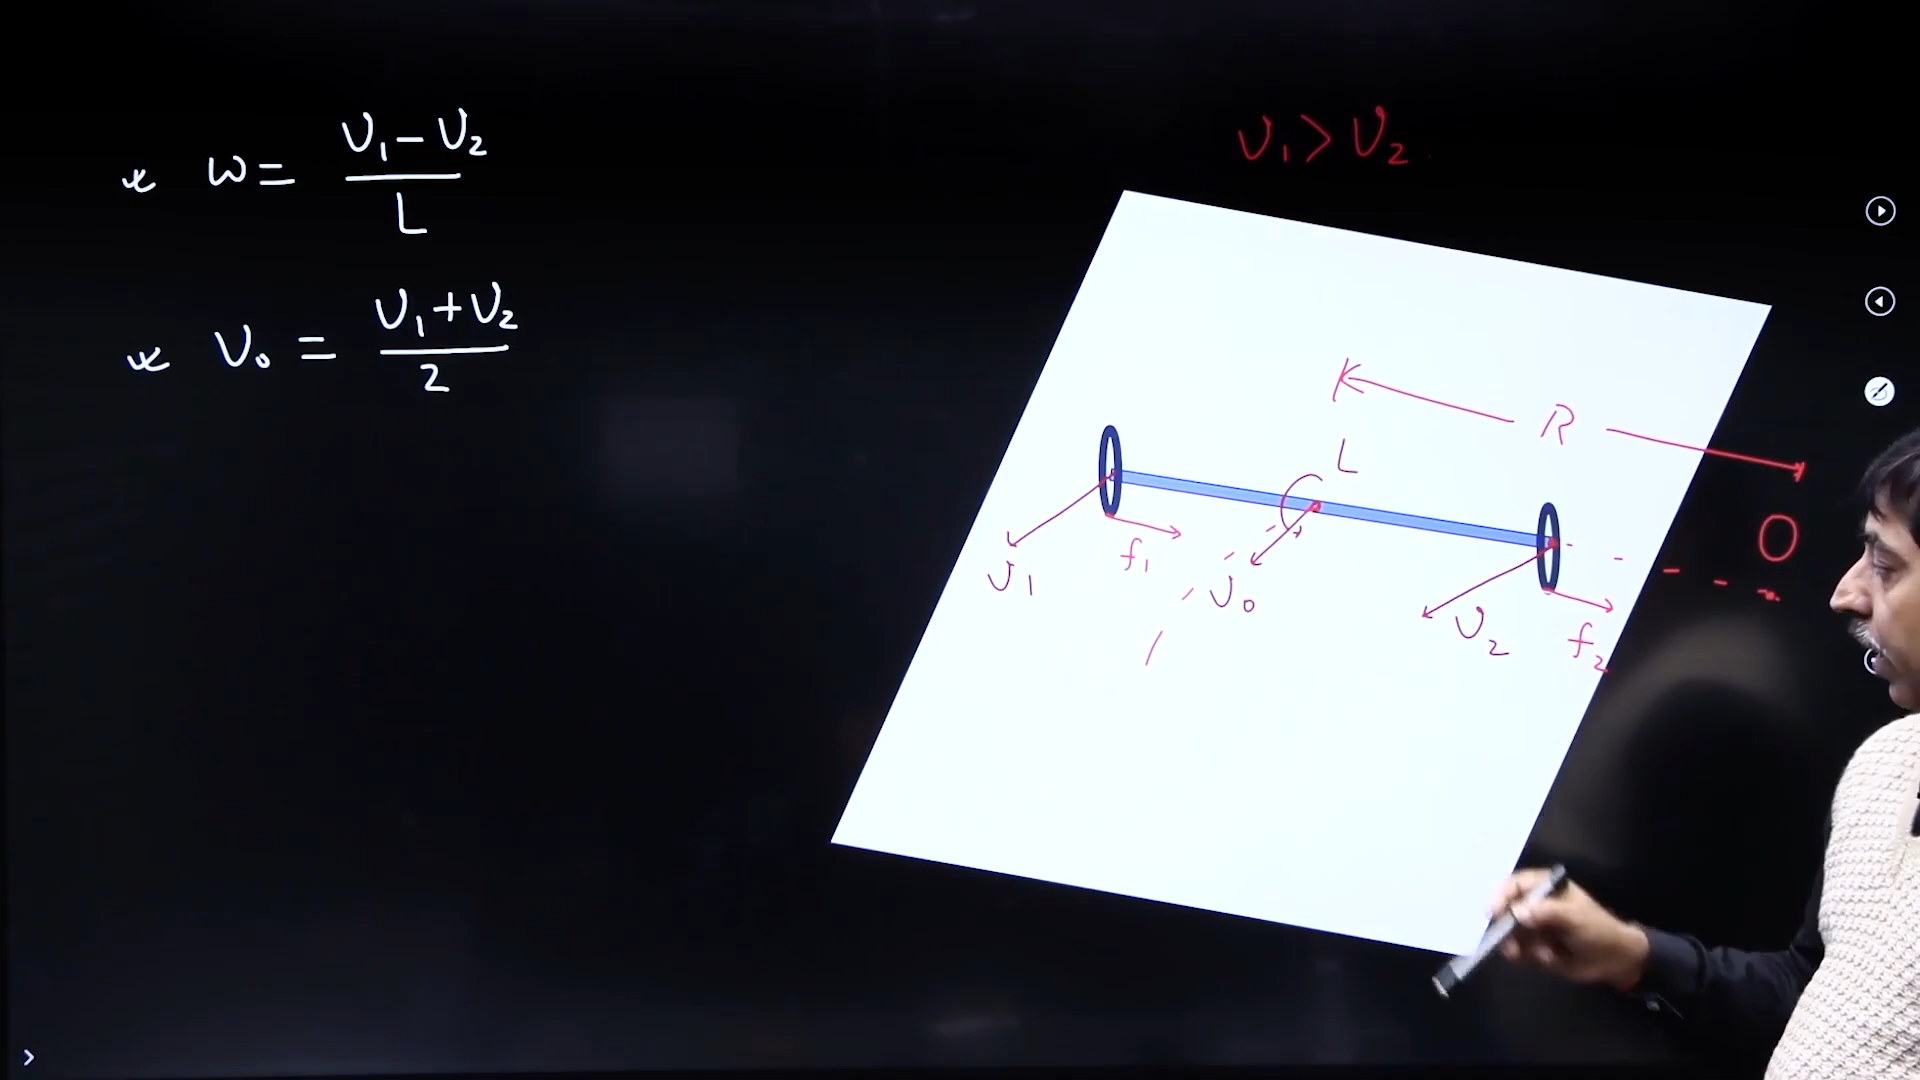 ω = (v₁ - v₂) / L
v₀ = (v₁ + v₂) / 2
v₁ > v₂
R
L
O
f₁
v₁
v₀
v₂
f₂